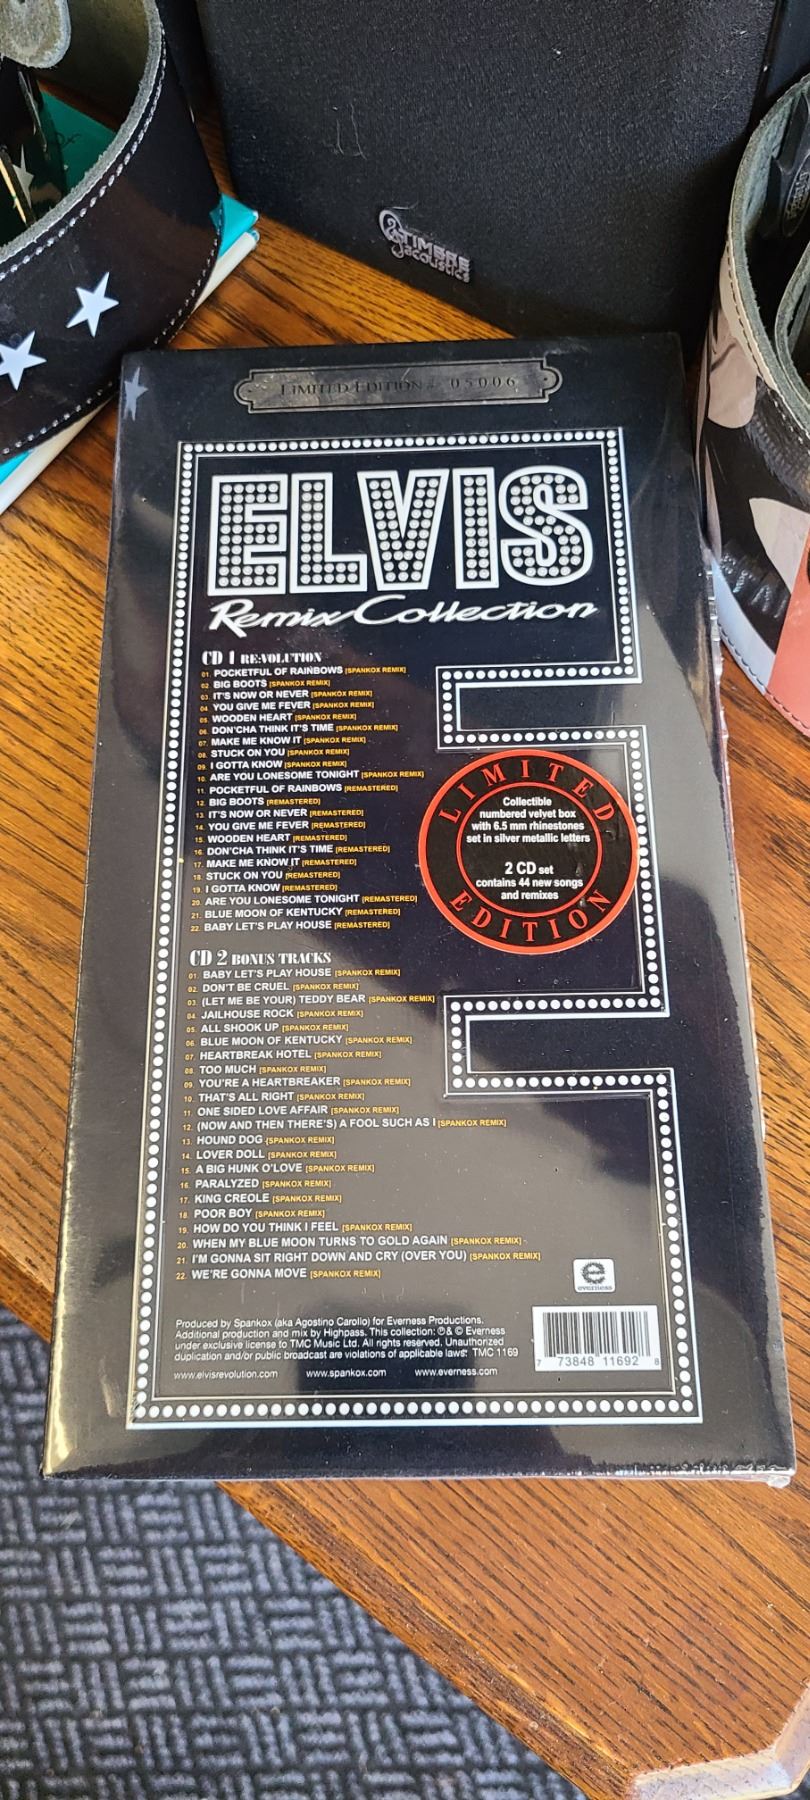 TIMBRE
acoustics
LIMITED EDITION # 05006
ELVIS
Remix Collection
CD 1 RE:VOLUTION
01. POCKETFUL OF RAINBOWS [SPANKOX REMIX]
02. BIG BOOTS [SPANKOX REMIX]
03. IT'S NOW OR NEVER [SPANKOX REMIX]
04. YOU GIVE ME FEVER [SPANKOX REMIX]
05. WOODEN HEART [SPANKOX REMIX]
06. DON'CHA THINK IT'S TIME [SPANKOX REMIX]
07. MAKE ME KNOW IT [SPANKOX REMIX]
08. STUCK ON YOU [SPANKOX REMIX]
09. I GOTTA KNOW [SPANKOX REMIX]
10. ARE YOU LONESOME TONIGHT [SPANKOX REMIX]
11. POCKETFUL OF RAINBOWS [REMASTERED]
12. BIG BOOTS [REMASTERED]
13. IT'S NOW OR NEVER [REMASTERED]
14. YOU GIVE ME FEVER [REMASTERED]
15. WOODEN HEART [REMASTERED]
16. DON'CHA THINK IT'S TIME [REMASTERED]
17. MAKE ME KNOW IT [REMASTERED]
18. STUCK ON YOU [REMASTERED]
19. I GOTTA KNOW [REMASTERED]
20. ARE YOU LONESOME TONIGHT [REMASTERED]
21. BLUE MOON OF KENTUCKY [REMASTERED]
22. BABY LET'S PLAY HOUSE [REMASTERED]
LIMITED
Collectible
numbered velvet box
with 6.5 mm rhinestones
set in silver metallic letters
2 CD set
contains 44 new songs
and remixes
EDITION
CD 2 BONUS TRACKS
01. BABY LET'S PLAY HOUSE [SPANKOX REMIX]
02. DON'T BE CRUEL [SPANKOX REMIX]
03. (LET ME BE YOUR) TEDDY BEAR [SPANKOX REMIX]
04. JAILHOUSE ROCK [SPANKOX REMIX]
05. ALL SHOOK UP [SPANKOX REMIX]
06. BLUE MOON OF KENTUCKY [SPANKOX REMIX]
07. HEARTBREAK HOTEL [SPANKOX REMIX]
08. TOO MUCH [SPANKOX REMIX]
09. YOU'RE A HEARTBREAKER [SPANKOX REMIX]
10. THAT'S ALL RIGHT [SPANKOX REMIX]
11. ONE SIDED LOVE AFFAIR [SPANKOX REMIX]
12. (NOW AND THEN THERE'S) A FOOL SUCH AS I [SPANKOX REMIX]
13. HOUND DOG [SPANKOX REMIX]
14. LOVER DOLL [SPANKOX REMIX]
15. A BIG HUNK O'LOVE [SPANKOX REMIX]
16. PARALYZED [SPANKOX REMIX]
17. KING CREOLE [SPANKOX REMIX]
18. POOR BOY [SPANKOX REMIX]
19. HOW DO YOU THINK I FEEL [SPANKOX REMIX]
20. WHEN MY BLUE MOON TURNS TO GOLD AGAIN [SPANKOX REMIX]
21. I'M GONNA SIT RIGHT DOWN AND CRY (OVER YOU) [SPANKOX REMIX]
22. WE'RE GONNA MOVE [SPANKOX REMIX]
e
everness
Produced by Spankox (aka Agostino Carollo) for Everness Productions.
Additional production and mix by Highpass. This collection: ℗& © Everness
under exclusive license to TMC Music Ltd. All rights reserved. Unauthorized
duplication and/or public broadcast are violations of applicable laws. TMC 1169
www.elvisrevolution.com www.spankox.com www.everness.com
7 73848 11692 8